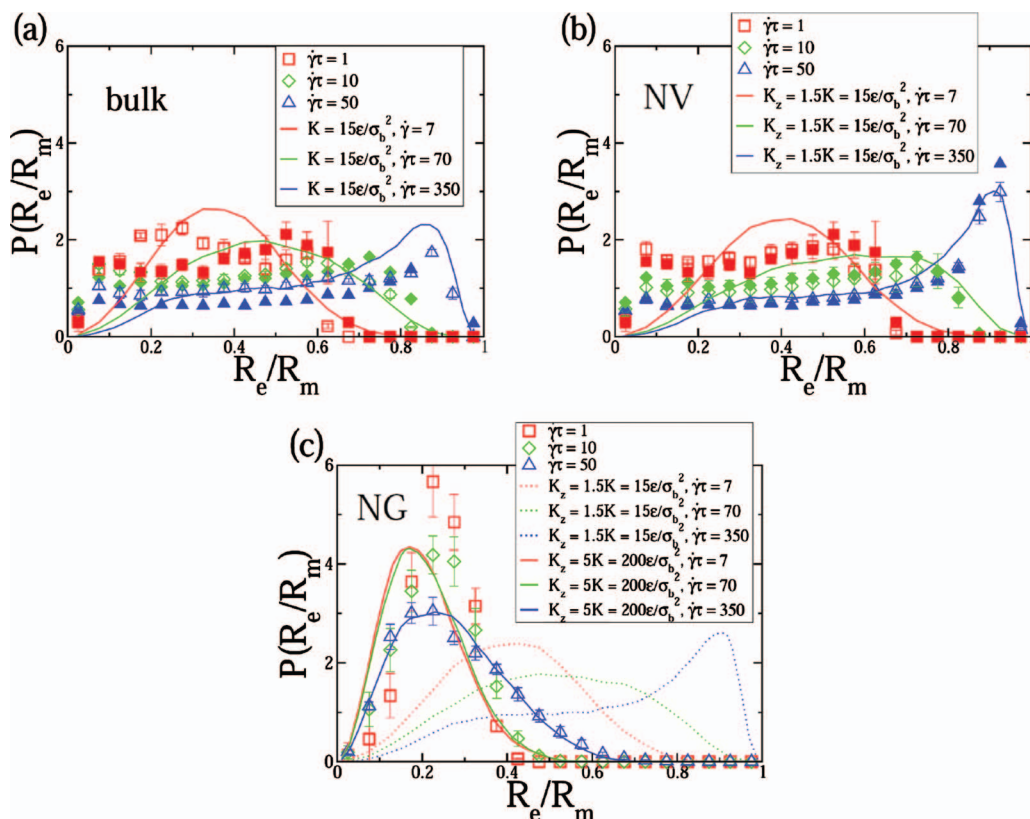 (a)
6
4
2
0
P(Re/Rm)
bulk
γ̇τ = 1
γ̇τ = 10
γ̇τ = 50
K = 15ε/σb², γ̇ = 7
K = 15ε/σb², γ̇τ = 70
K = 15ε/σb², γ̇τ = 350
0 0.2 0.4 0.6 0.8 1
Re/Rm
(b)
6
4
2
0
P(Re/Rm)
NV
γ̇τ = 1
γ̇τ = 10
γ̇τ = 50
Kz = 1.5K = 15ε/σb², γ̇τ = 7
Kz = 1.5K = 15ε/σb², γ̇τ = 70
Kz = 1.5K = 15ε/σb², γ̇τ = 350
0 0.2 0.4 0.6 0.8 1
Re/Rm
(c)
6
4
2
0
P(Re/Rm)
NG
γ̇τ = 1
γ̇τ = 10
γ̇τ = 50
Kz = 1.5K = 15ε/σb², γ̇τ = 7
Kz = 1.5K = 15ε/σb², γ̇τ = 70
Kz = 1.5K = 15ε/σb², γ̇τ = 350
Kz = 5K = 200ε/σb², γ̇τ = 7
Kz = 5K = 200ε/σb², γ̇τ = 70
Kz = 5K = 200ε/σb², γ̇τ = 350
0 0.2 0.4 0.6 0.8 1
Re/Rm